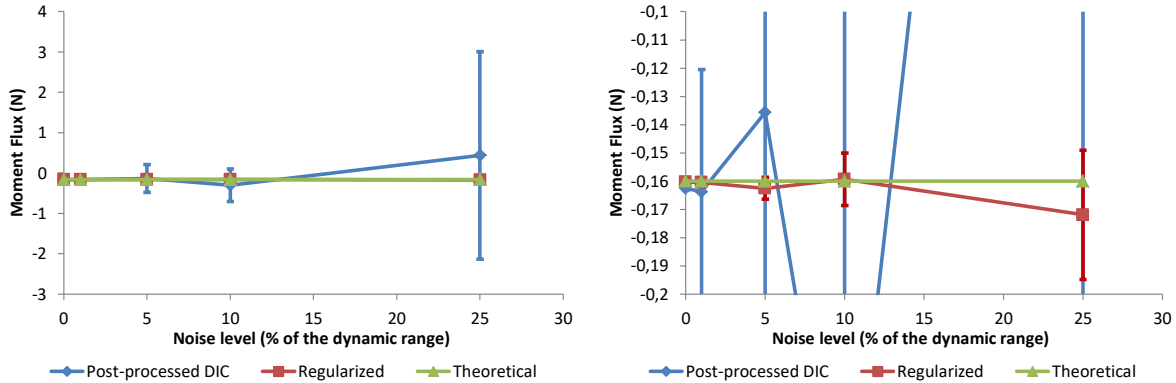 4
3
2
1
0
-1
-2
-3
Moment Flux (N)
0 5 10 15 20 25 30
Noise level (% of the dynamic range)
Post-processed DIC Regularized Theoretical
-0,1
-0,11
-0,12
-0,13
-0,14
-0,15
-0,16
-0,17
-0,18
-0,19
-0,2
Moment Flux (N)
0 5 10 15 20 25 30
Noise level (% of the dynamic range)
Post-processed DIC Regularized Theoretical